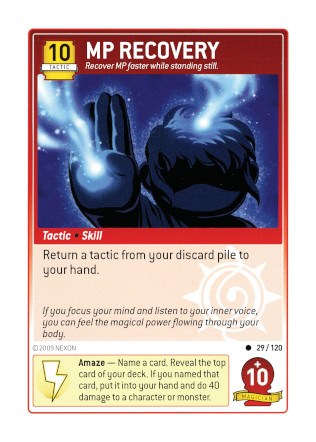 10
TACTIC
MP RECOVERY
Recover MP faster while standing still.
Tactic • Skill
Return a tactic from your discard pile to
your hand.
If you focus your mind and listen to your inner voice,
you can feel the magical power flowing through your
body.
© 2009 NEXON
● 29 / 120
Amaze — Name a card. Reveal the top
card of your deck. If you named that
card, put it into your hand and do 40
damage to a character or monster.
+
10
MAGICIAN